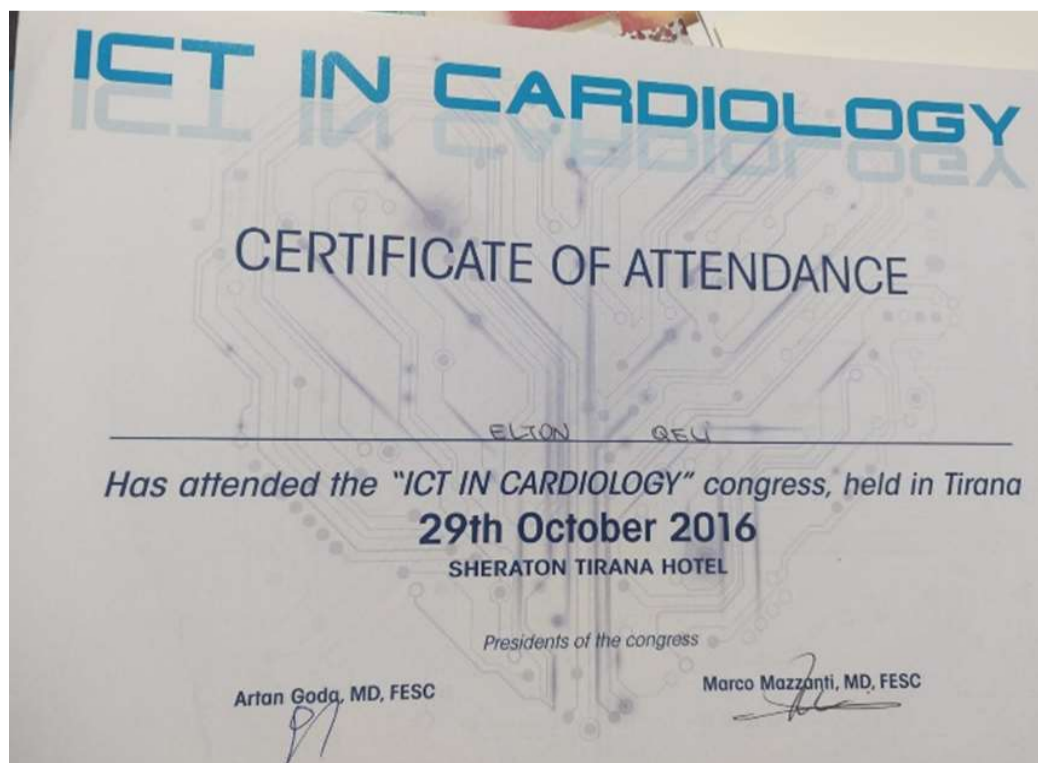 ICT IN CARDIOLOGY
CERTIFICATE OF ATTENDANCE
ELTON QELI
Has attended the "ICT IN CARDIOLOGY" congress, held in Tirana
29th October 2016
SHERATON TIRANA HOTEL
Presidents of the congress
Artan Goda, MD, FESC
Marco Mazzanti, MD, FESC